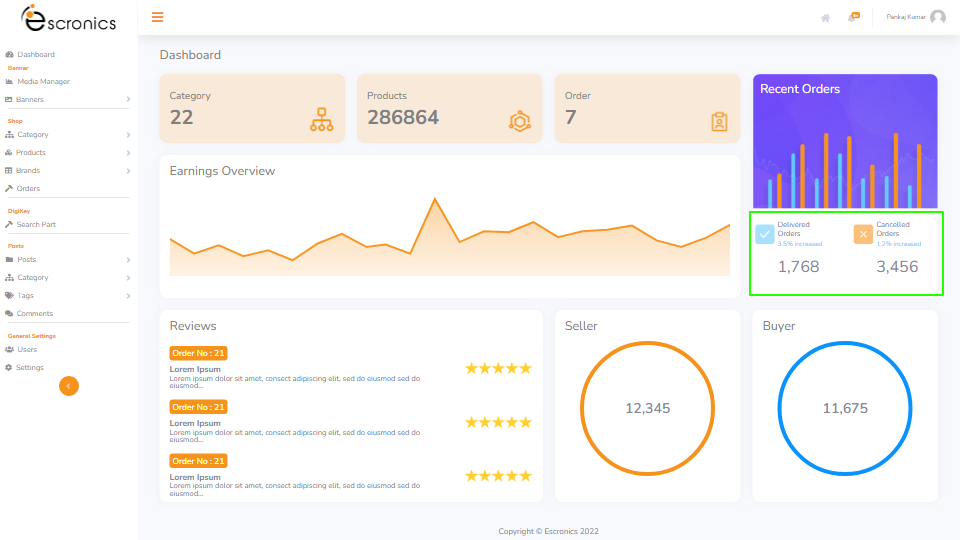 Escronics
Pankaj Kumar
Dashboard
Banner
Media Manager
Banners
Shop
Category
Products
Brands
Orders
DigiKey
Search Part
Posts
Posts
Category
Tags
Comments
General Settings
Users
Settings
Dashboard
Category
22
Products
286864
Order
7
Recent Orders
Earnings Overview
Delivered
Orders
3.5% increased
1,768
Cancelled
Orders
1.2% increased
3,456
Reviews
Order No : 21
Lorem Ipsum
Lorem ipsum dolor sit amet, consect adipiscing elit, sed do eiusmod sed do
eiusmod...
Order No : 21
Lorem ipsum dolor sit amet, consect adipiscing elit, sed do eiusmod sed do
eiusmod...
Order No : 21
Lorem Ipsum
Lorem ipsum dolor sit amet, consect adipiscing elit, sed do eiusmod sed do
eiusmod...
Seller
12,345
Buyer
11,675
Copyright © Escronics 2022